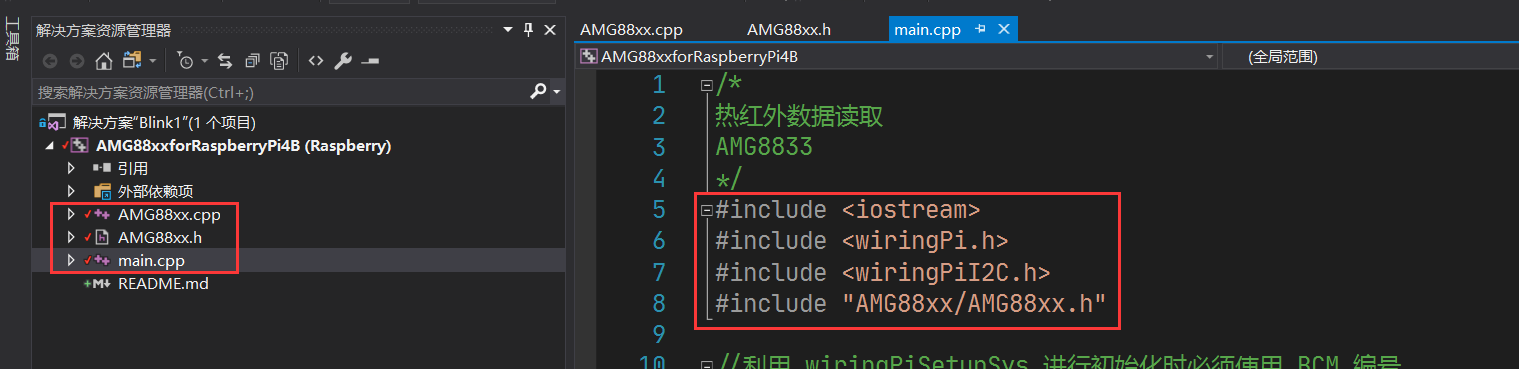 工具箱
解决方案资源管理器
搜索解决方案资源管理器(Ctrl+;)
解决方案"Blink1"(1 个项目)
AMG88xxforRaspberryPi4B (Raspberry)
引用
外部依赖项
AMG88xx.cpp
AMG88xx.h
main.cpp
README.md
AMG88xx.cpp AMG88xx.h main.cpp
AMG88xxforRaspberryPi4B (全局范围)
1 /*
2 热红外数据读取
3 AMG8833
4 */
5 #include <iostream>
6 #include <wiringPi.h>
7 #include <wiringPiI2C.h>
8 #include "AMG88xx/AMG88xx.h"
9
10 //利用 wiringPiSetupSys 进行初始化时必须使用 BCM 编号